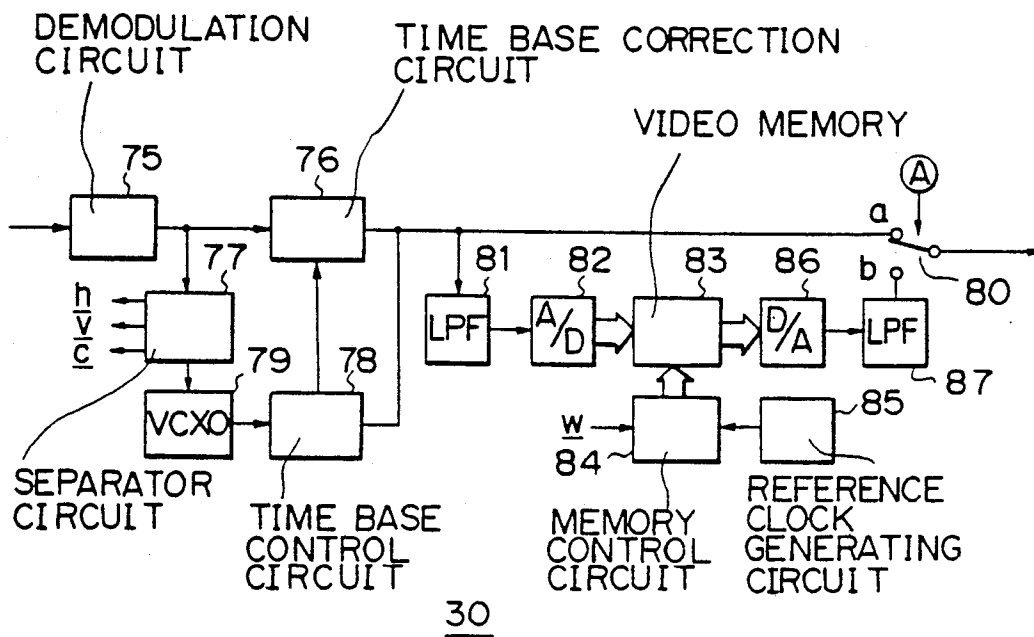 DEMODULATION
CIRCUIT
TIME BASE CORRECTION
CIRCUIT
VIDEO MEMORY
75
76
A
a
77
81
82
83
86
b
80
h
v
c
LPF
A/D
D/A
LPF
79
78
87
VCXO
w
84
85
SEPARATOR
CIRCUIT
TIME BASE
CONTROL
CIRCUIT
MEMORY
CONTROL
CIRCUIT
REFERENCE
CLOCK
GENERATING
CIRCUIT
30